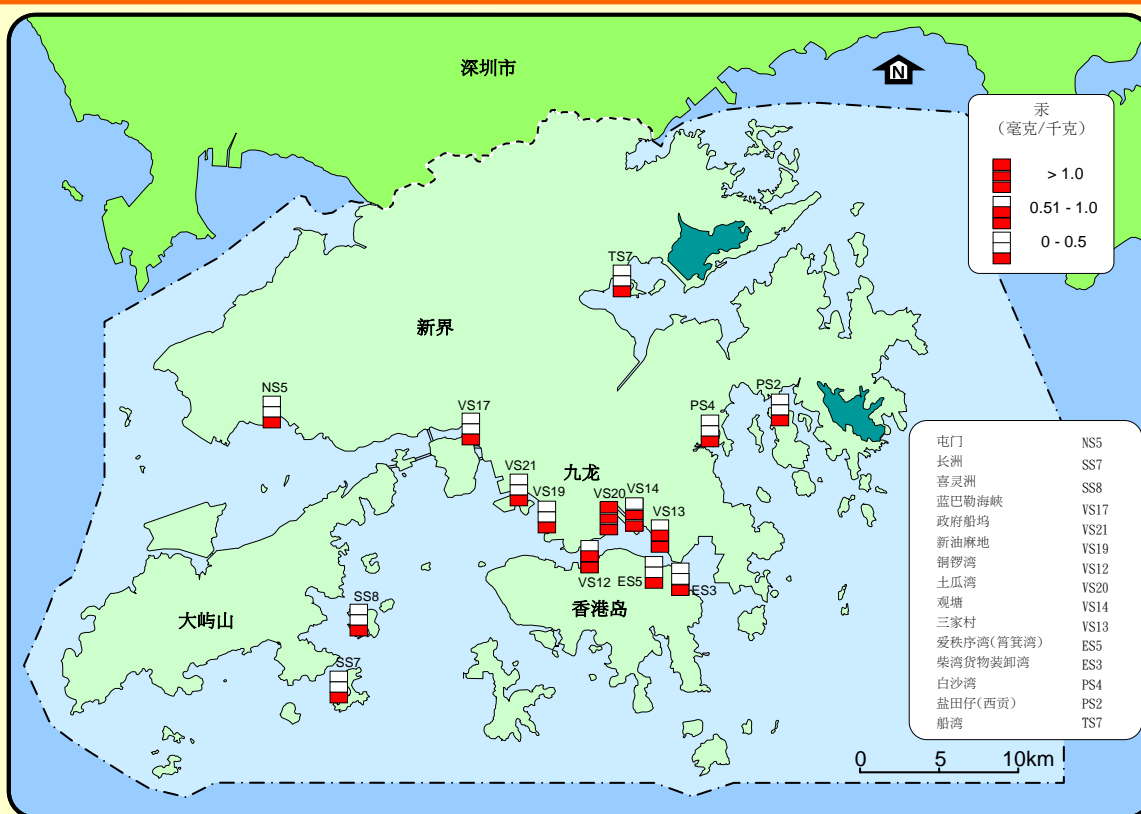 深圳市
N
汞
（毫克/千克）
> 1.0
0.51 - 1.0
0 - 0.5
TS7
新界
NS5
VS17
PS4
PS2
VS21
九龙
VS19
VS20
VS14
VS13
VS12
ES5
ES3
香港岛
SS8
大屿山
SS7
屯门 NS5
长洲 SS7
喜灵洲 SS8
蓝巴勒海峡 VS17
政府船坞 VS21
新油麻地 VS19
铜锣湾 VS12
土瓜湾 VS20
观塘 VS14
三家村 VS13
爱秩序湾(筲箕湾) ES5
柴湾货物装卸湾 ES3
白沙湾 PS4
盐田仔(西贡) PS2
船湾 TS7
0 5 10km